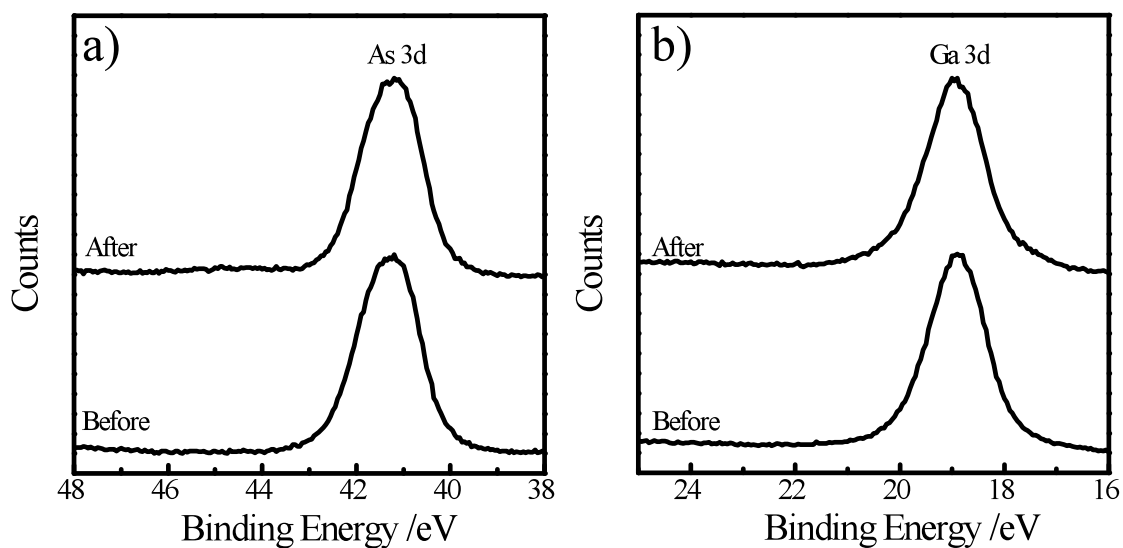 a)
As 3d
After
Before
Counts
48 46 44 42 40 38
Binding Energy /eV
b)
Ga 3d
After
Before
Counts
24 22 20 18 16
Binding Energy /eV